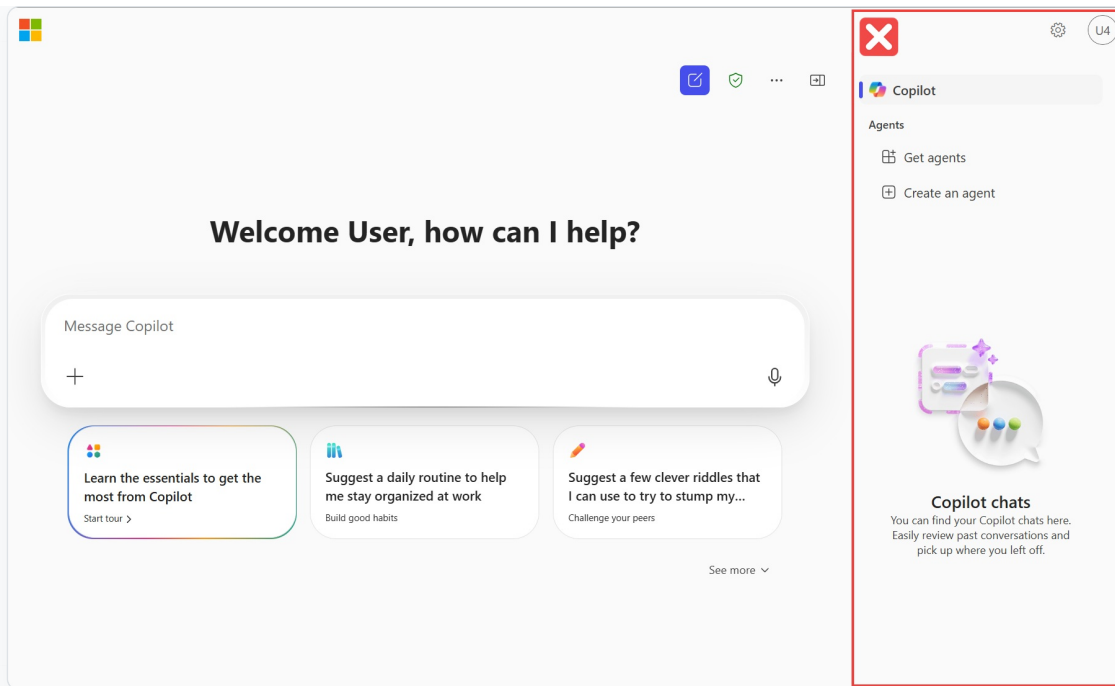 U4
Copilot
Agents
Get agents
Create an agent
Welcome User, how can I help?
Message Copilot
Learn the essentials to get the
most from Copilot
Start tour >
Suggest a daily routine to help
me stay organized at work
Build good habits
Suggest a few clever riddles that
I can use to try to stump my...
Challenge your peers
See more
Copilot chats
You can find your Copilot chats here.
Easily review past conversations and
pick up where you left off.